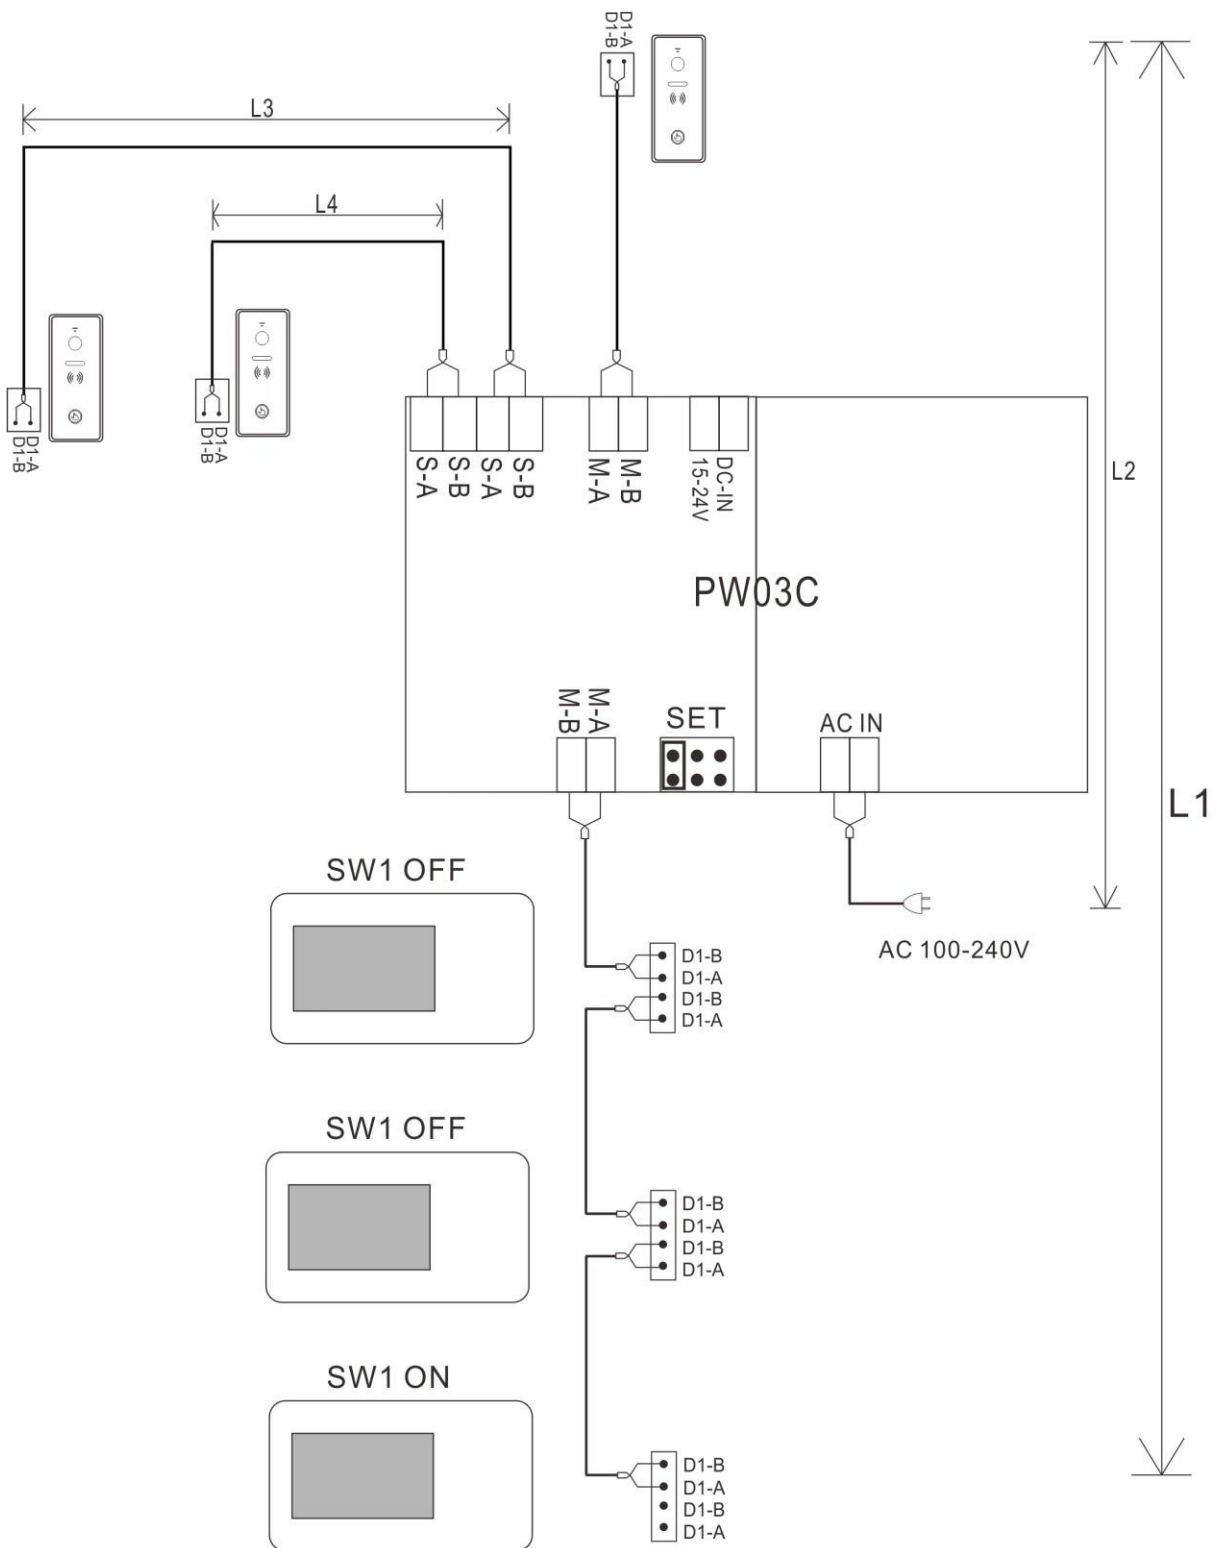 D1-A
D1-B
L3
L4
D1-A
D1-B
D1-A
D1-B
S-A
S-B
S-A
S-B
M-A
M-B
15-24V
DC-IN
L2
PW03C
M-B
M-A
SET
AC IN
L1
SW1 OFF
AC 100-240V
D1-B
D1-A
D1-B
D1-A
SW1 OFF
D1-B
D1-A
D1-B
D1-A
SW1 ON
D1-B
D1-A
D1-B
D1-A